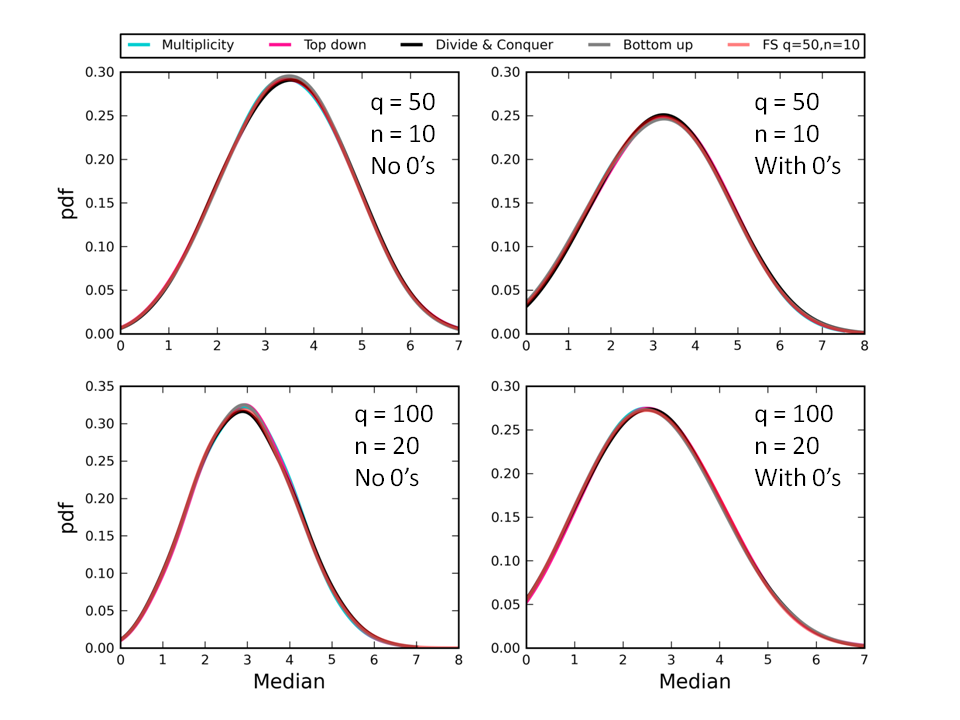 Multiplicity Top down Divide & Conquer Bottom up FS q=50,n=10
0.30
0.25
0.20
0.15
0.10
0.05
0.00
pdf
0 1 2 3 4 5 6 7
q = 50
n = 10
No 0's
0.30
0.25
0.20
0.15
0.10
0.05
0.00
0 1 2 3 4 5 6 7 8
q = 50
n = 10
With 0's
0.35
0.30
0.25
0.20
0.15
0.10
0.05
0.00
pdf
0 1 2 3 4 5 6 7 8
Median
q = 100
n = 20
No 0's
0.30
0.25
0.20
0.15
0.10
0.05
0.00
0 1 2 3 4 5 6 7
Median
q = 100
n = 20
With 0's